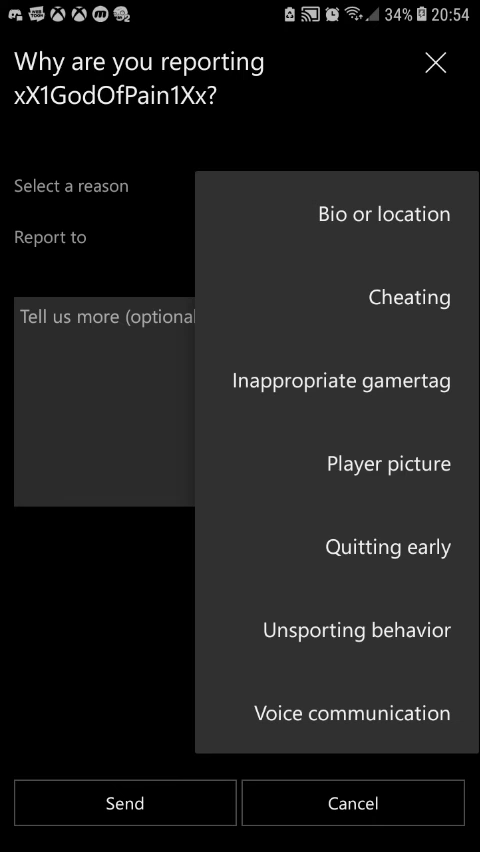 34% 20:54
Why are you reporting
xX1GodOfPain1Xx?
Select a reason
Report to
Tell us more (optional
Bio or location
Cheating
Inappropriate gamertag
Player picture
Quitting early
Unsporting behavior
Voice communication
Send
Cancel